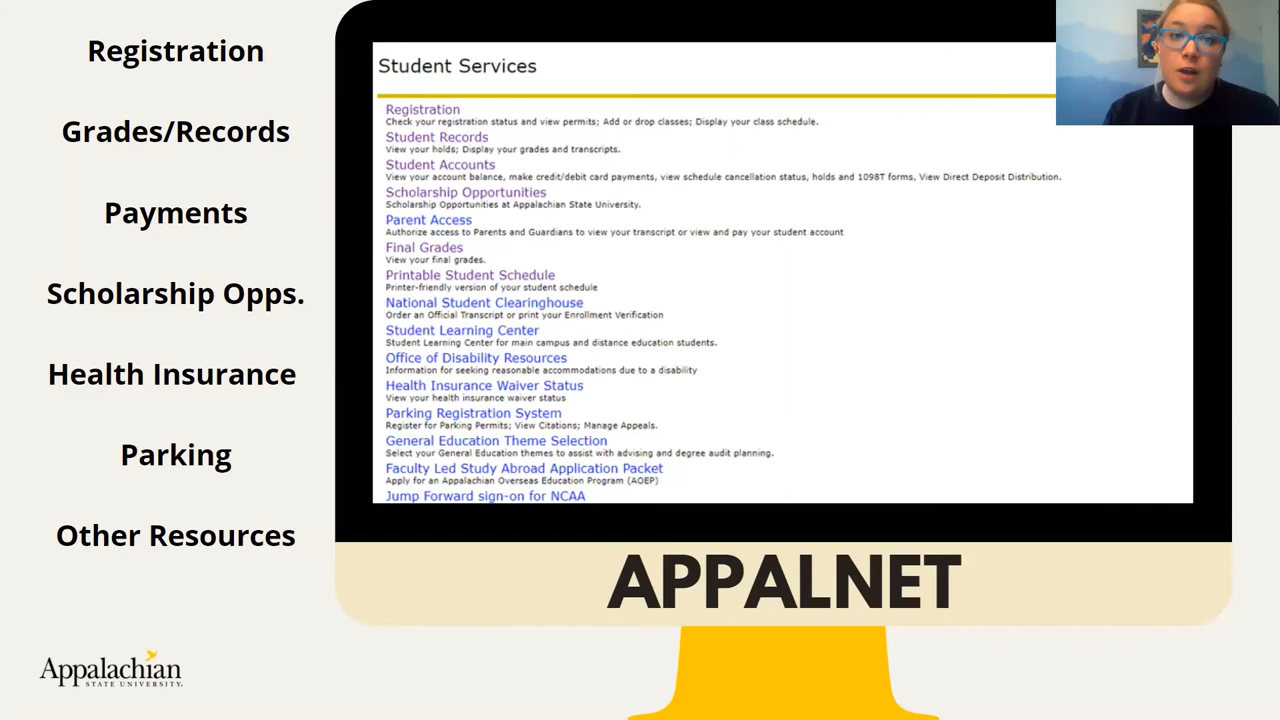 Registration
Grades/Records
Payments
Scholarship Opps.
Health Insurance
Parking
Other Resources
Appalachian
STATE UNIVERSITY.
Student Services
Registration
Check your registration status and view permits; Add or drop classes; Display your class schedule.
Student Records
View your holds; Display your grades and transcripts.
Student Accounts
View your account balance, make credit/debit card payments, view schedule cancellation status, holds and 1098T forms, View Direct Deposit Distribution.
Scholarship Opportunities
Scholarship Opportunities at Appalachian State University.
Parent Access
Authorize access to Parents and Guardians to view your transcript or view and pay your student account
Final Grades
View your final grades.
Printable Student Schedule
Printer-friendly version of your student schedule
National Student Clearinghouse
Order an Official Transcript or print your Enrollment Verification
Student Learning Center
Student Learning Center for main campus and distance education students.
Office of Disability Resources
Information for seeking reasonable accommodations due to a disability
Health Insurance Waiver Status
View your health insurance waiver status
Parking Registration System
Register for Parking Permits; View Citations; Manage Appeals.
General Education Theme Selection
Select your General Education themes to assist with advising and degree audit planning.
Faculty Led Study Abroad Application Packet
Apply for an Appalachian Overseas Education Program (AOEP)
Jump Forward sign-on for NCAA
APPALNET